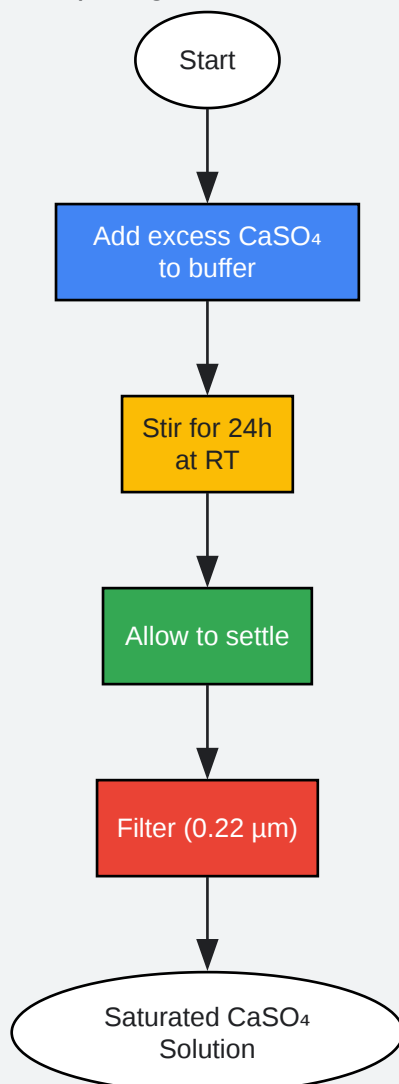 Start
Add excess CaSO₄
to buffer
Stir for 24h
at RT
Allow to settle
Filter (0.22 µm)
Saturated CaSO₄
Solution